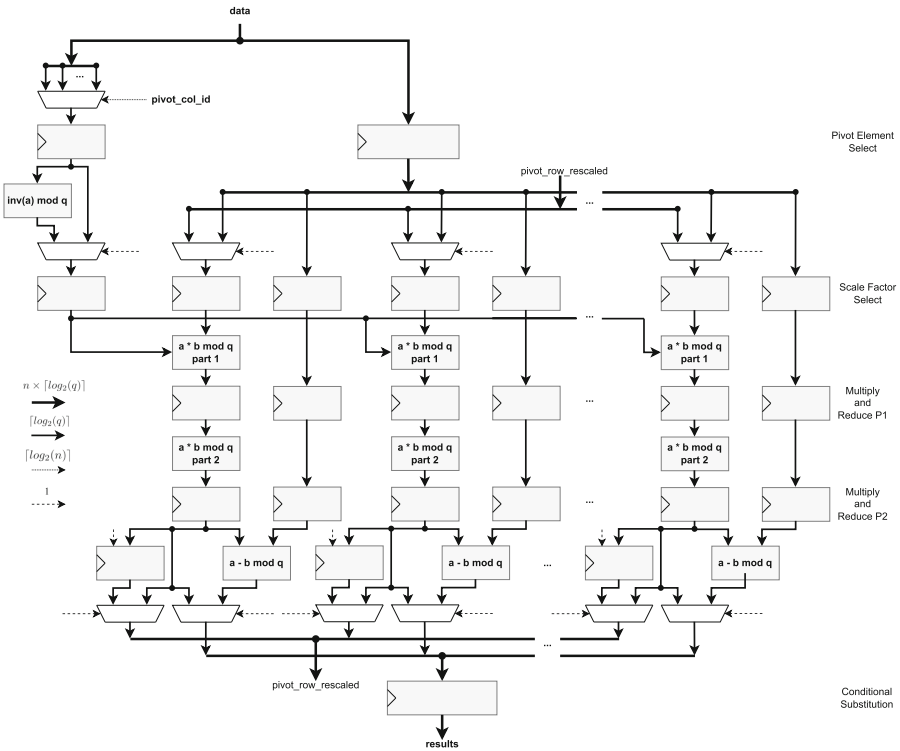 data
...
pivot_col_id
Pivot Element
Select
pivot_row_rescaled
inv(a) mod q
...
Scale Factor
Select
...
a * b mod q
part 1
a * b mod q
part 1
a * b mod q
part 1
n × ⌈log₂(q)⌉
...
Multiply
and
Reduce P1
⌈log₂(q)⌉
a * b mod q
part 2
a * b mod q
part 2
a * b mod q
part 2
⌈log₂(n)⌉
1
...
Multiply
and
Reduce P2
a - b mod q
a - b mod q
...
a - b mod q
...
pivot_row_rescaled
Conditional
Substitution
results